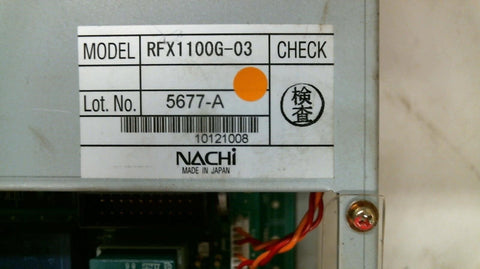 MODEL RFX1100G-03 CHECK
Lot. No. 5677-A
検
査
10121008
NACHi
MADE IN JAPAN